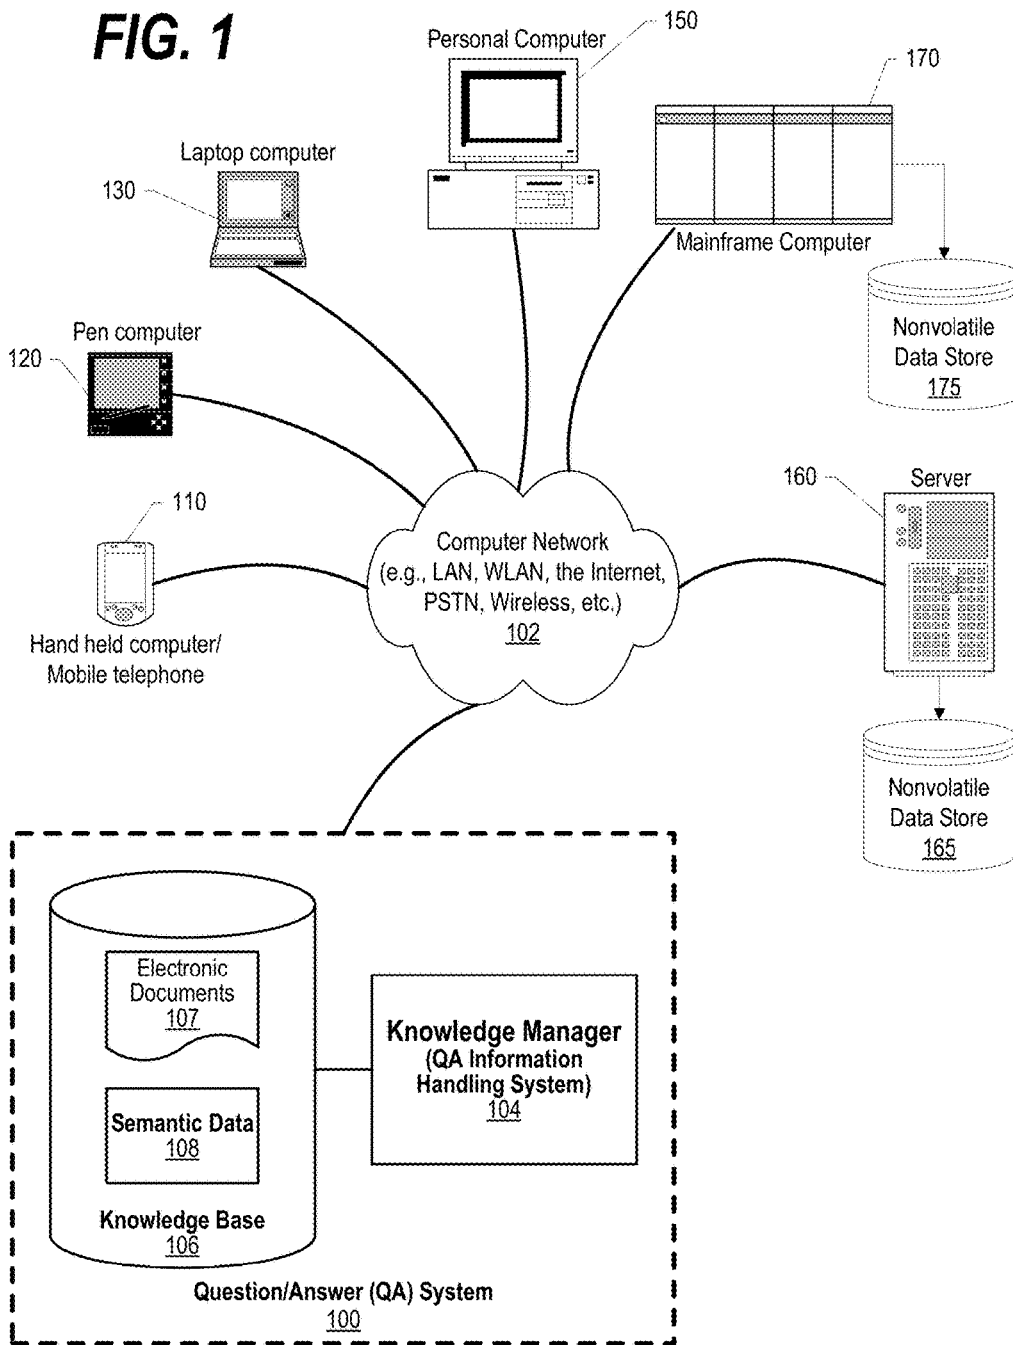 FIG. 1
Personal Computer
150
170
Laptop computer
130
Mainframe Computer
Nonvolatile
Data Store
175
Pen computer
120
160
Server
110
Computer Network
(e.g., LAN, WLAN, the Internet,
PSTN, Wireless, etc.)
102
Hand held computer/
Mobile telephone
Nonvolatile
Data Store
165
Electronic
Documents
107
Knowledge Manager
(QA Information
Handling System)
104
Semantic Data
108
Knowledge Base
106
Question/Answer (QA) System
100